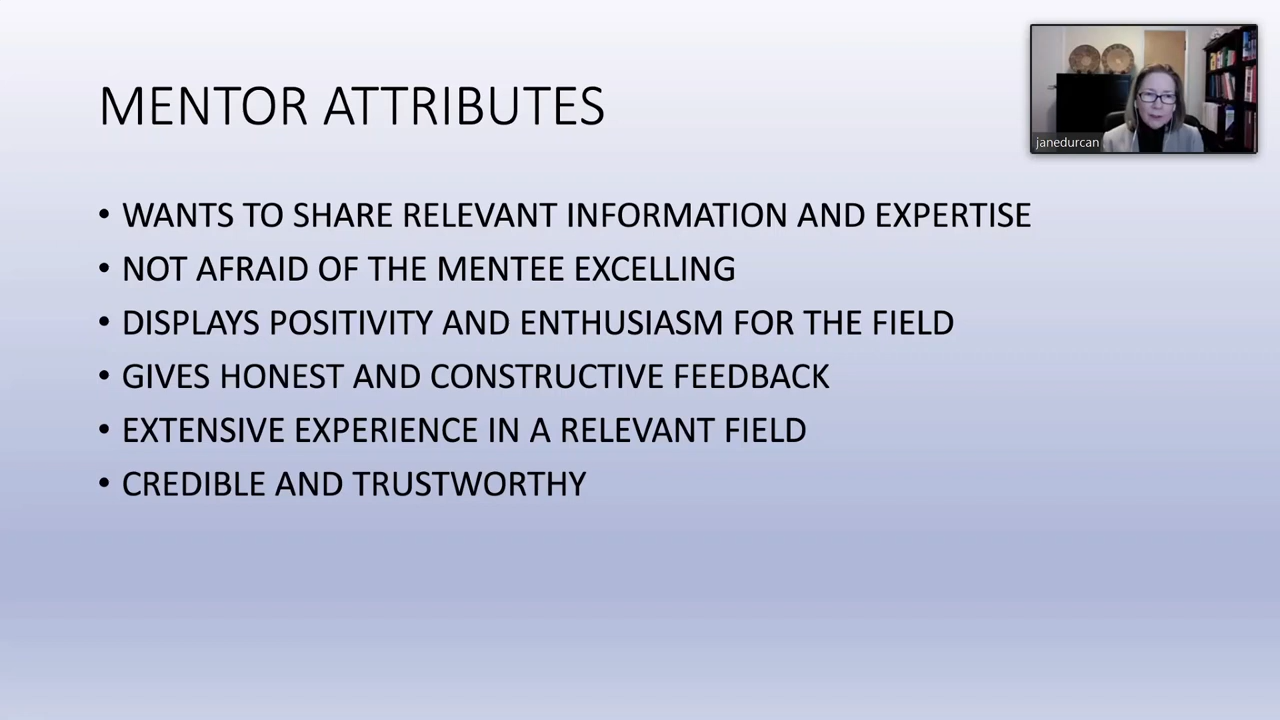 MENTOR ATTRIBUTES
janedurcan
• WANTS TO SHARE RELEVANT INFORMATION AND EXPERTISE
• NOT AFRAID OF THE MENTEE EXCELLING
• DISPLAYS POSITIVITY AND ENTHUSIASM FOR THE FIELD
• GIVES HONEST AND CONSTRUCTIVE FEEDBACK
• EXTENSIVE EXPERIENCE IN A RELEVANT FIELD
• CREDIBLE AND TRUSTWORTHY